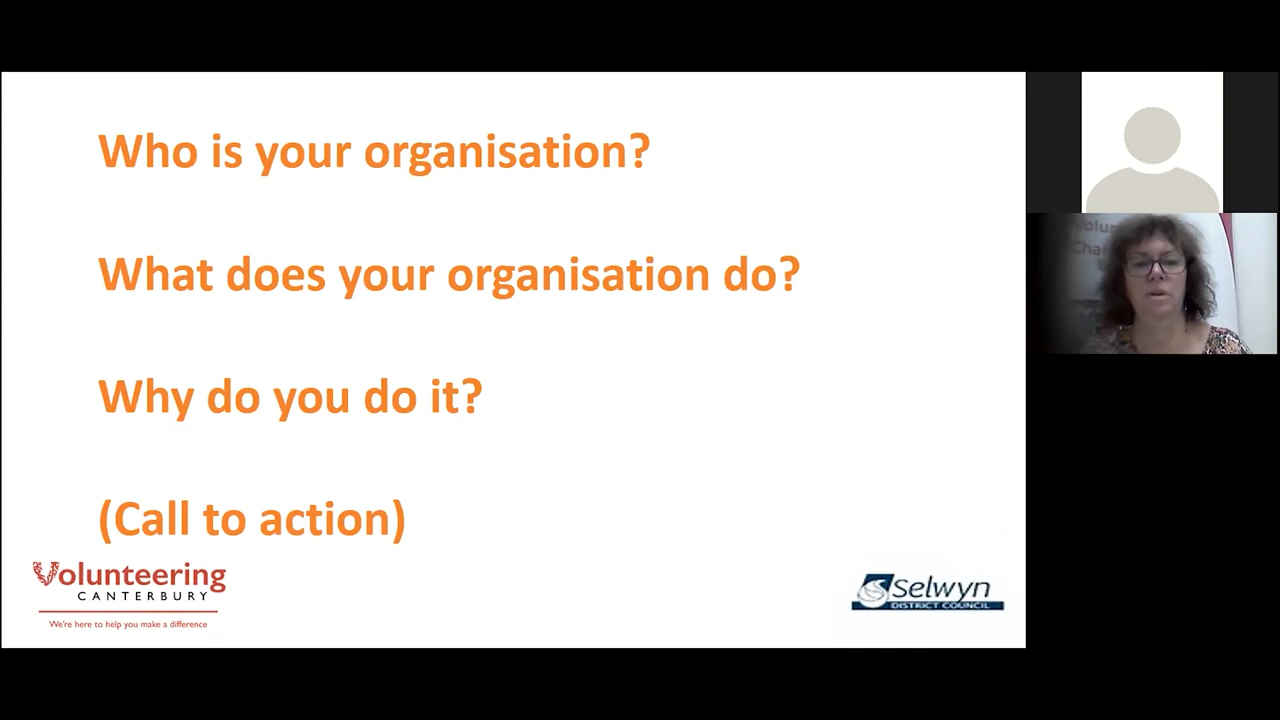 Who is your organisation?
What does your organisation do?
Why do you do it?
(Call to action)
Volunteering
CANTERBURY
We're here to help you make a difference
Selwyn
DISTRICT COUNCIL